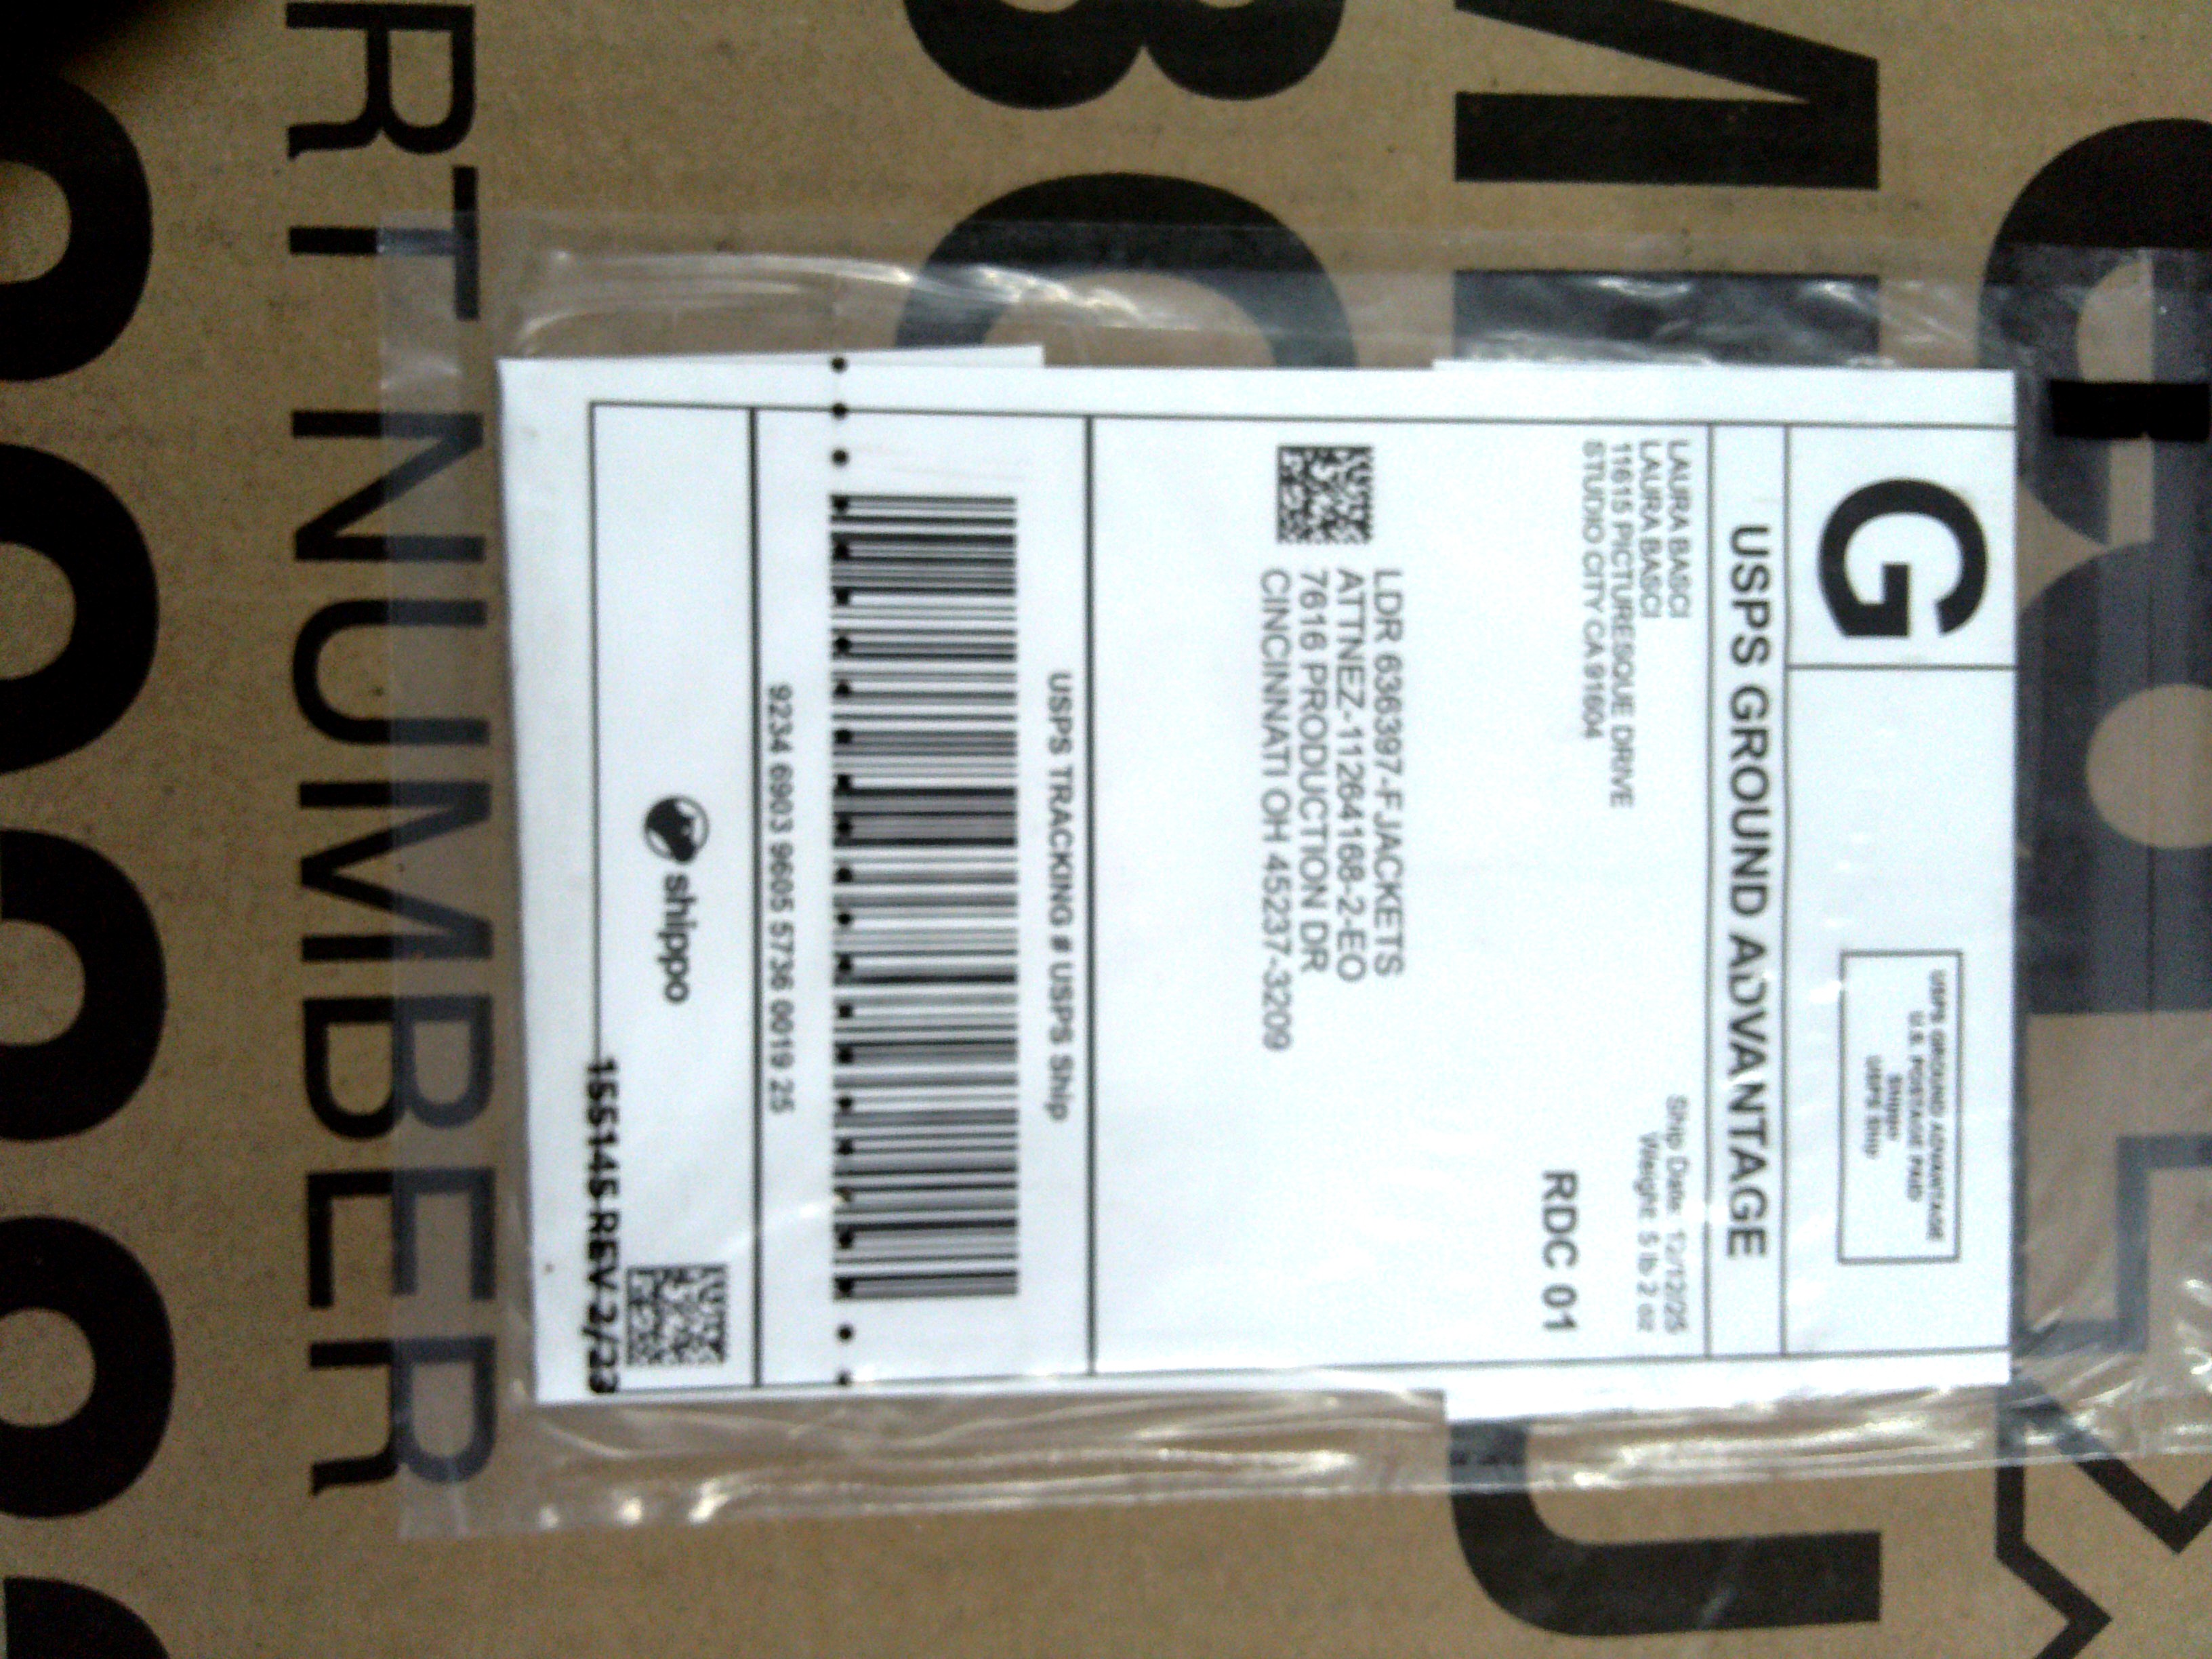 G
USPS GROUND ADVANTAGE
U.S. POSTAGE PAID
Shippo
USPS Ship
USPS GROUND ADVANTAGE
LAURA BASCI
LAURA BASCI
11615 PICTURESQUE DRIVE
STUDIO CITY CA 91604
Ship Date: 12/12/25
Weight: 5 lb 2 oz
RDC 01
LDR 636397-FJACKETS
ATTNEZ-11264168-2-EO
7616 PRODUCTION DR
CINCINNATI OH 45237-3209
USPS TRACKING # USPS Ship
9234 6903 9605 5736 0019 25
shippo
155145 REV 2/23
RT NUMBER